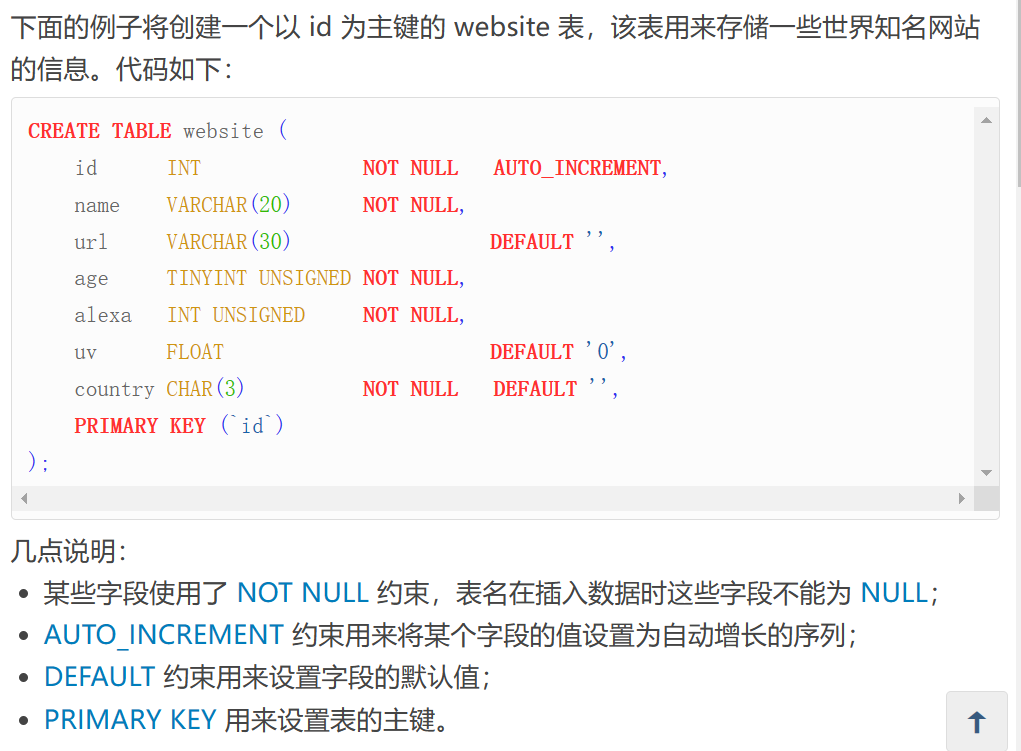 下面的例子将创建一个以 id 为主键的 website 表，该表用来存储一些世界知名网站
的信息。代码如下：
CREATE TABLE website (
    id      INT              NOT NULL   AUTO_INCREMENT,
    name    VARCHAR(20)      NOT NULL,
    url     VARCHAR(30)                 DEFAULT '',
    age     TINYINT UNSIGNED NOT NULL,
    alexa   INT UNSIGNED     NOT NULL,
    uv      FLOAT                       DEFAULT '0',
    country CHAR(3)          NOT NULL   DEFAULT '',
    PRIMARY KEY (`id`)
);
几点说明：
• 某些字段使用了 NOT NULL 约束，表名在插入数据时这些字段不能为 NULL；
• AUTO_INCREMENT 约束用来将某个字段的值设置为自动增长的序列；
• DEFAULT 约束用来设置字段的默认值；
• PRIMARY KEY 用来设置表的主键。